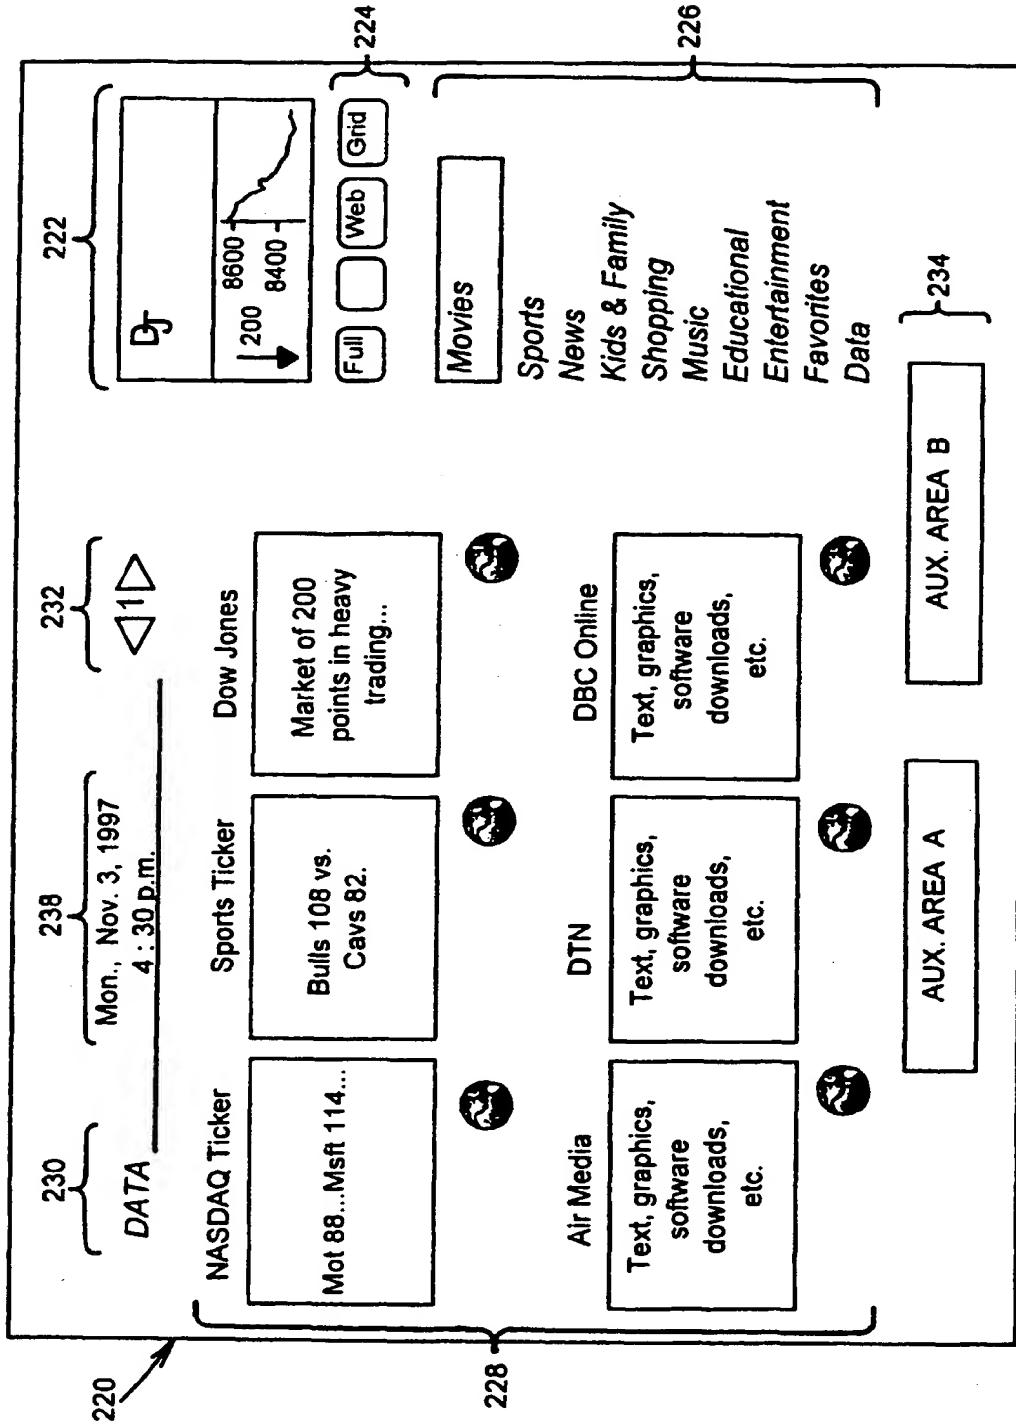 220
230
238
232
222
DATA
Mon., Nov. 3, 1997
4 : 30 p.m.
1
DJ
200
8600
8400
224
Full
Web
Grid
NASDAQ Ticker
Sports Ticker
Dow Jones
Mot 88...Msft 114...
Bulls 108 vs.
Cavs 82.
Market of 200
points in heavy
trading...
228
226
Movies
Sports
News
Kids & Family
Shopping
Music
Educational
Entertainment
Favorites
Data
Air Media
DTN
DBC Online
Text, graphics,
software
downloads,
etc.
Text, graphics,
software
downloads,
etc.
Text, graphics,
software
downloads,
etc.
AUX. AREA A
AUX. AREA B
234